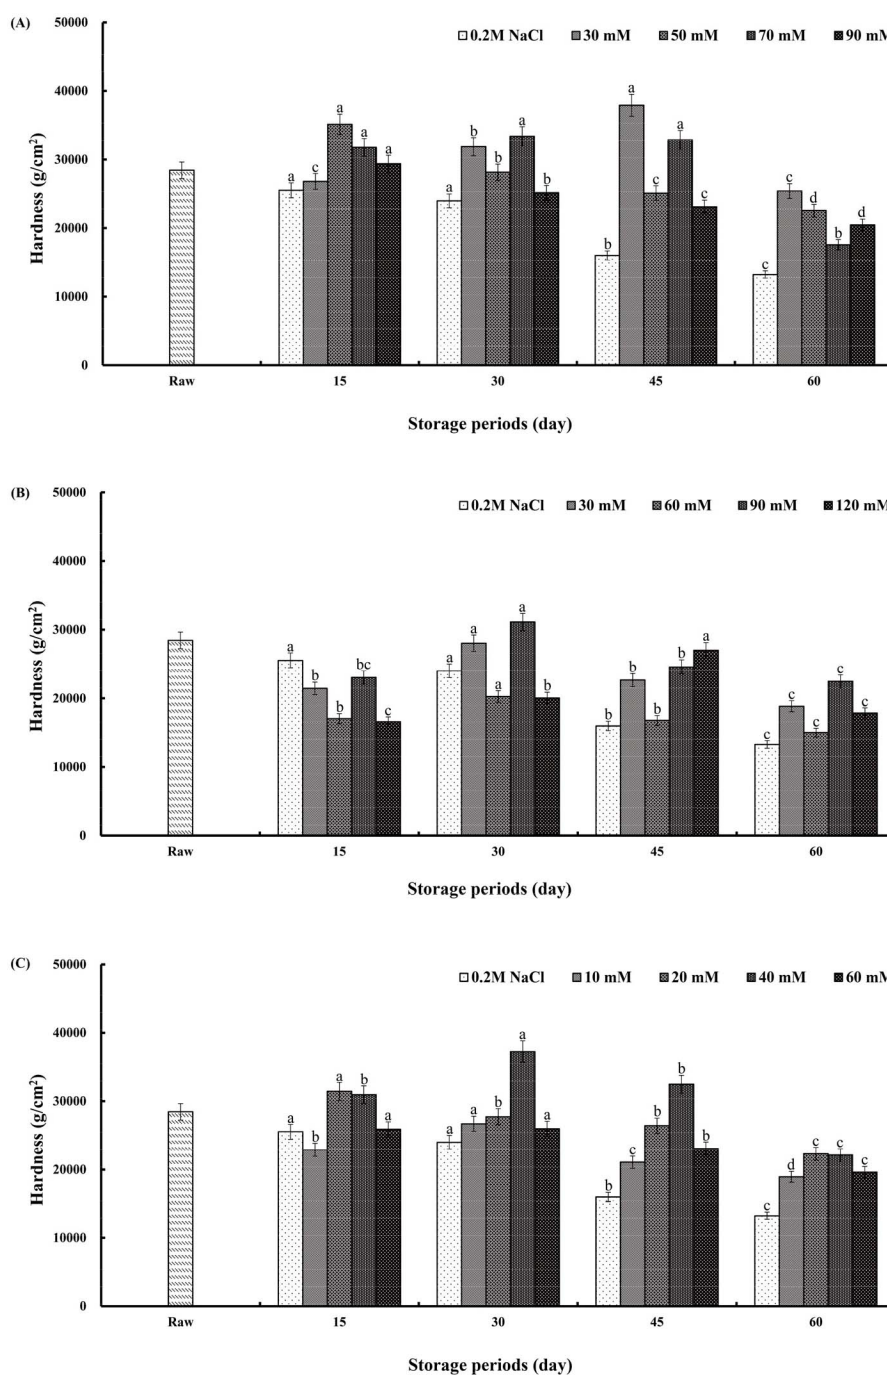 (A)
50000
0.2M NaCl 30 mM 50 mM 70 mM 90 mM
40000
30000
20000
10000
0
Hardness (g/cm²)
a c a a a
a b b a b
b a c a c
c c d b d
Raw 15 30 45 60
Storage periods (day)
(B)
50000
0.2M NaCl 30 mM 60 mM 90 mM 120 mM
40000
30000
20000
10000
0
Hardness (g/cm²)
a b b bc c
a a a a b
b b b b a
c c c c c
Raw 15 30 45 60
Storage periods (day)
(C)
50000
0.2M NaCl 10 mM 20 mM 40 mM 60 mM
40000
30000
20000
10000
0
Hardness (g/cm²)
a b a b a
a a b a a
b c b b b
c d c c c
Raw 15 30 45 60
Storage periods (day)